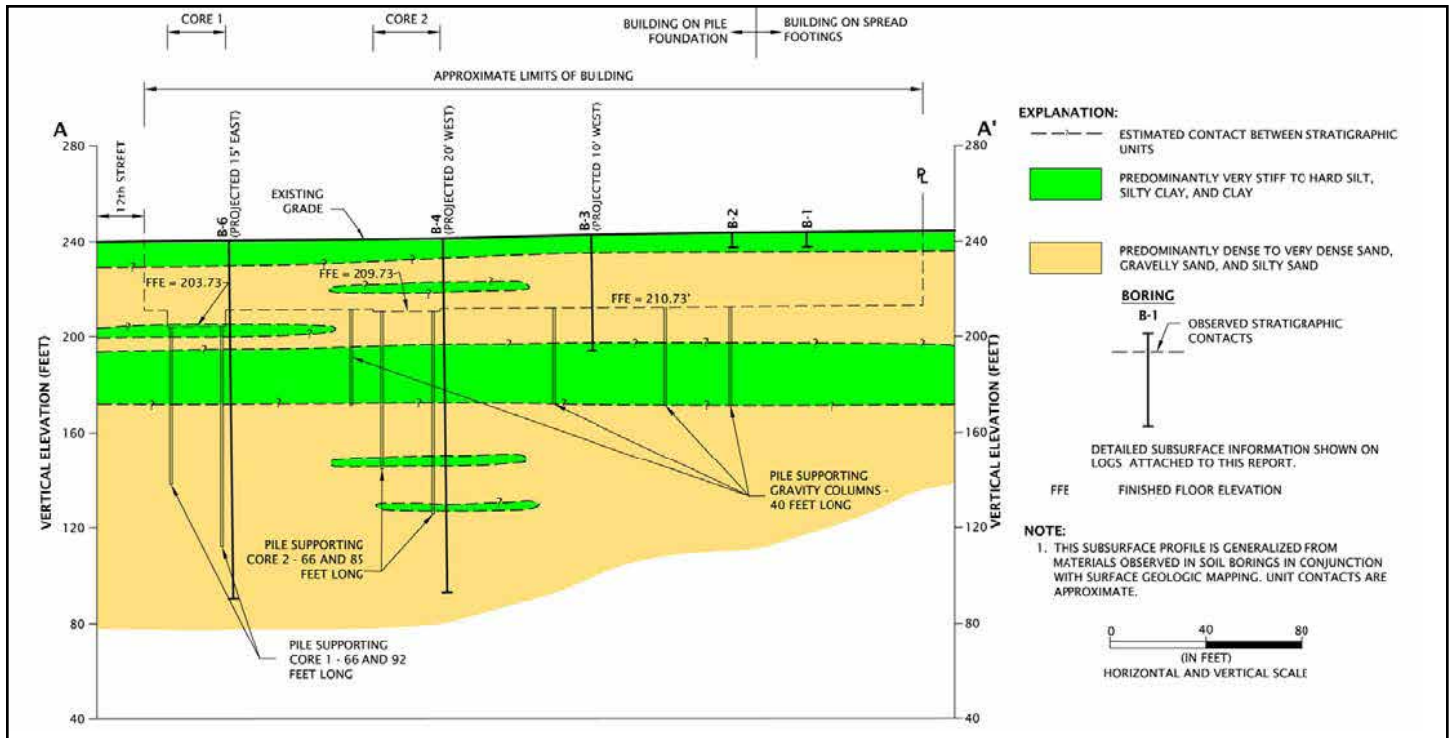 CORE 1
CORE 2
BUILDING ON PILE
FOUNDATION
BUILDING ON SPREAD
FOOTINGS
APPROXIMATE LIMITS OF BUILDING
A
A'
280
280
12th STREET
EXISTING
GRADE
B-6
(PROJECTED 15' EAST)
B-4
(PROJECTED 20' WEST)
B-3
(PROJECTED 10' WEST)
B-2
B-1
PL
240
240
FFE = 203.73
FFE = 209.73
FFE = 210.73'
200
200
160
160
120
120
80
80
40
40
VERTICAL ELEVATION (FEET)
VERTICAL ELEVATION (FEET)
PILE SUPPORTING
GRAVITY COLUMNS -
40 FEET LONG
PILE SUPPORTING
CORE 2 - 66 AND 85
FEET LONG
PILE SUPPORTING
CORE 1 - 66 AND 92
FEET LONG
EXPLANATION:
ESTIMATED CONTACT BETWEEN STRATIGRAPHIC
UNITS
PREDOMINANTLY VERY STIFF TO HARD SILT,
SILTY CLAY, AND CLAY
PREDOMINANTLY DENSE TO VERY DENSE SAND,
GRAVELLY SAND, AND SILTY SAND
BORING
B-1
OBSERVED STRATIGRAPHIC
CONTACTS
DETAILED SUBSURFACE INFORMATION SHOWN ON
LOGS ATTACHED TO THIS REPORT.
FFE FINISHED FLOOR ELEVATION
NOTE:
1. THIS SUBSURFACE PROFILE IS GENERALIZED FROM
MATERIALS OBSERVED IN SOIL BORINGS IN CONJUNCTION
WITH SURFACE GEOLOGIC MAPPING. UNIT CONTACTS ARE
APPROXIMATE.
0 40 80
(IN FEET)
HORIZONTAL AND VERTICAL SCALE